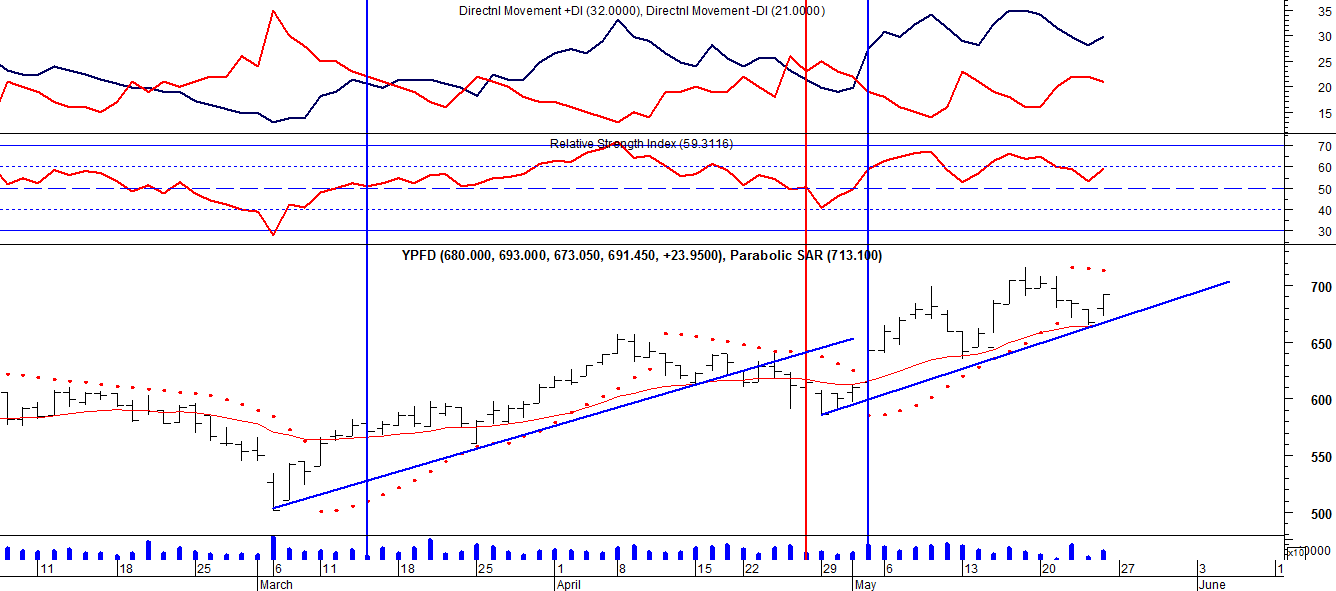 Directnl Movement +DI (32.0000), Directnl Movement -DI (21.0000)
35
30
25
20
15
Relative Strength Index (59.3116)
70
60
50
40
30
YPFD (680.000, 693.000, 673.050, 691.450, +23.9500), Parabolic SAR (713.100)
700
650
600
550
500
0000
x10
11 18 25 6 11 18 25 1 8 15 22 29 6 13 20 27 3 1
March April May June